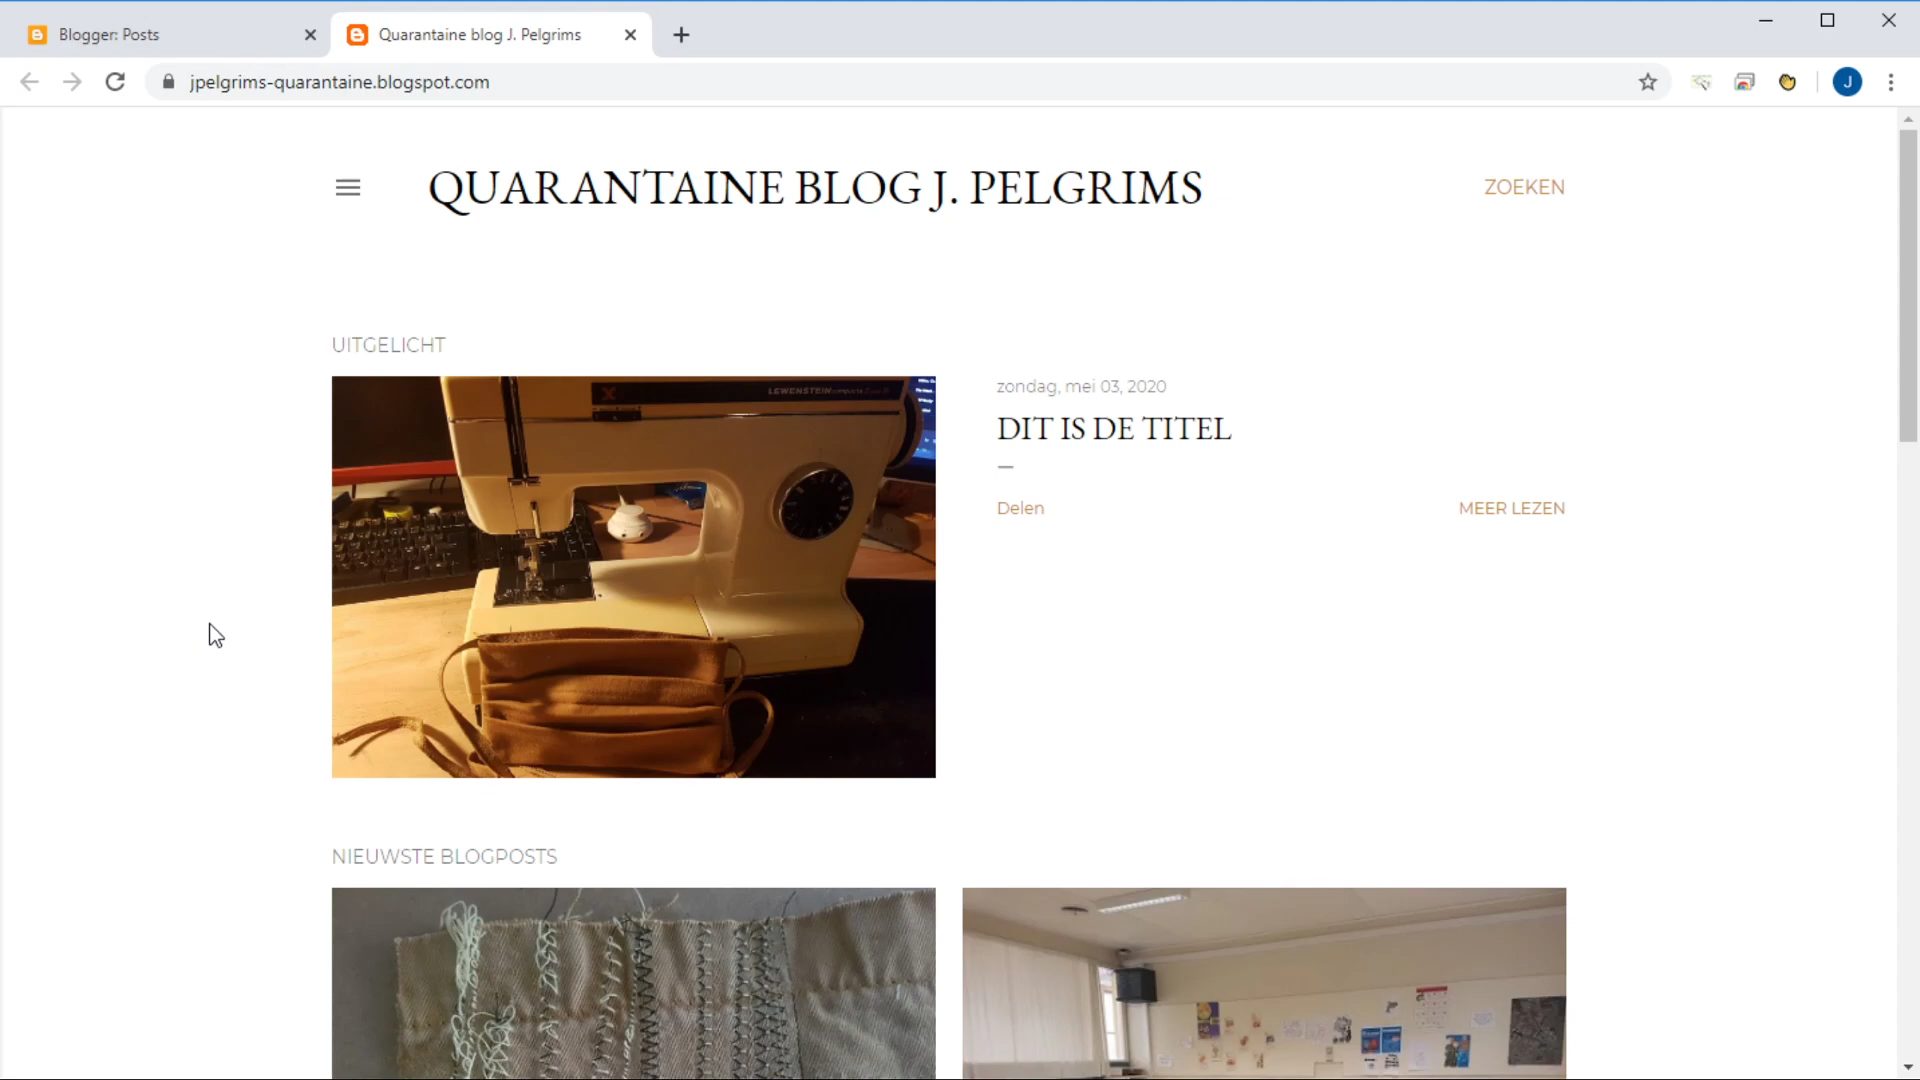 Blogger: Posts
Quarantaine blog J. Pelgrims
jpelgrims-quarantaine.blogspot.com
J
QUARANTAINE BLOG J. PELGRIMS
ZOEKEN
UITGELICHT
LEWENSTEIN
zondag, mei 03, 2020
DIT IS DE TITEL
Delen
MEER LEZEN
NIEUWSTE BLOGPOSTS